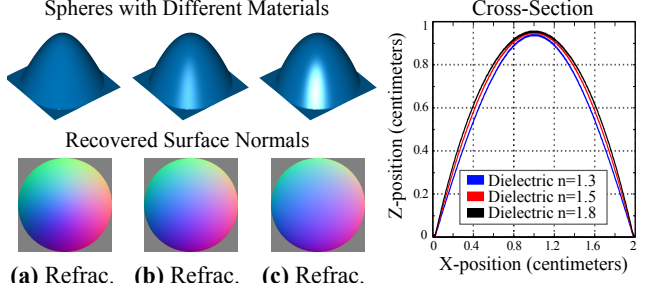 Spheres with Different Materials
Recovered Surface Normals
(a) Refrac. (b) Refrac. (c) Refrac.
Cross-Section
Z-position (centimeters)
1
0.8
0.6
0.4
0.2
0
Dielectric n=1.3
Dielectric n=1.5
Dielectric n=1.8
0 0.4 0.8 1.2 1.6 2
X-position (centimeters)